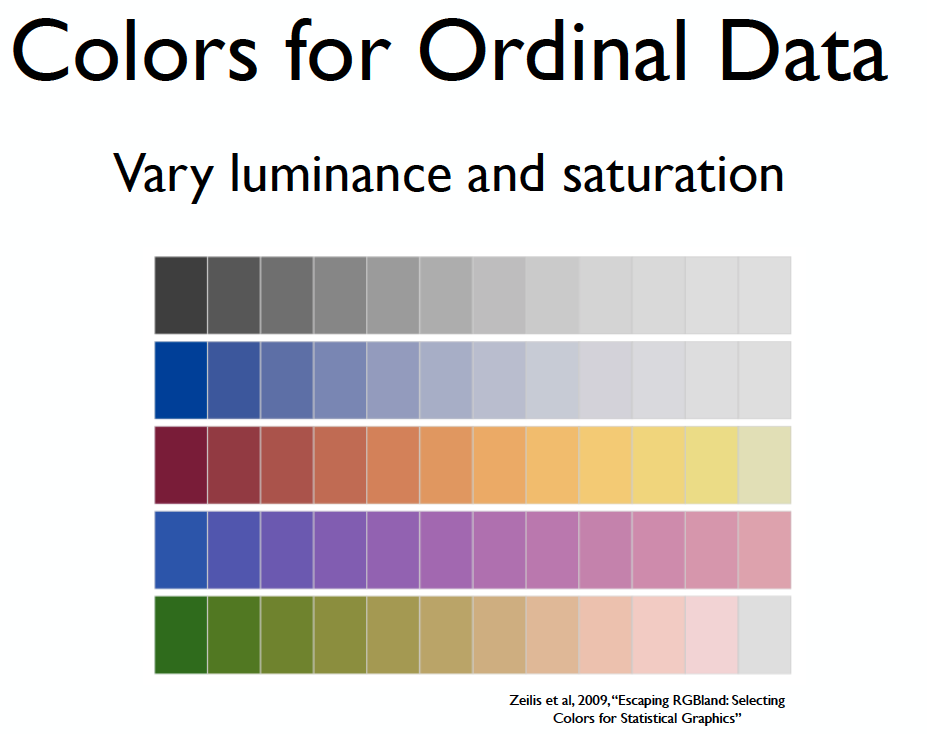 Colors for Ordinal Data
Vary luminance and saturation
Zeilis et al, 2009, “Escaping RGBland: Selecting
Colors for Statistical Graphics”